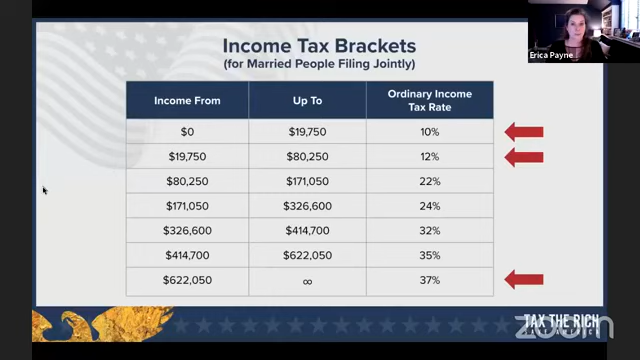 Income Tax Brackets
(for Married People Filing Jointly)
Income From Up To Ordinary Income Tax Rate
$0 $19,750 10%
$19,750 $80,250 12%
$80,250 $171,050 22%
$171,050 $326,600 24%
$326,600 $414,700 32%
$414,700 $622,050 35%
$622,050 ∞ 37%
Erica Payne
TAX THE RICH
zoom